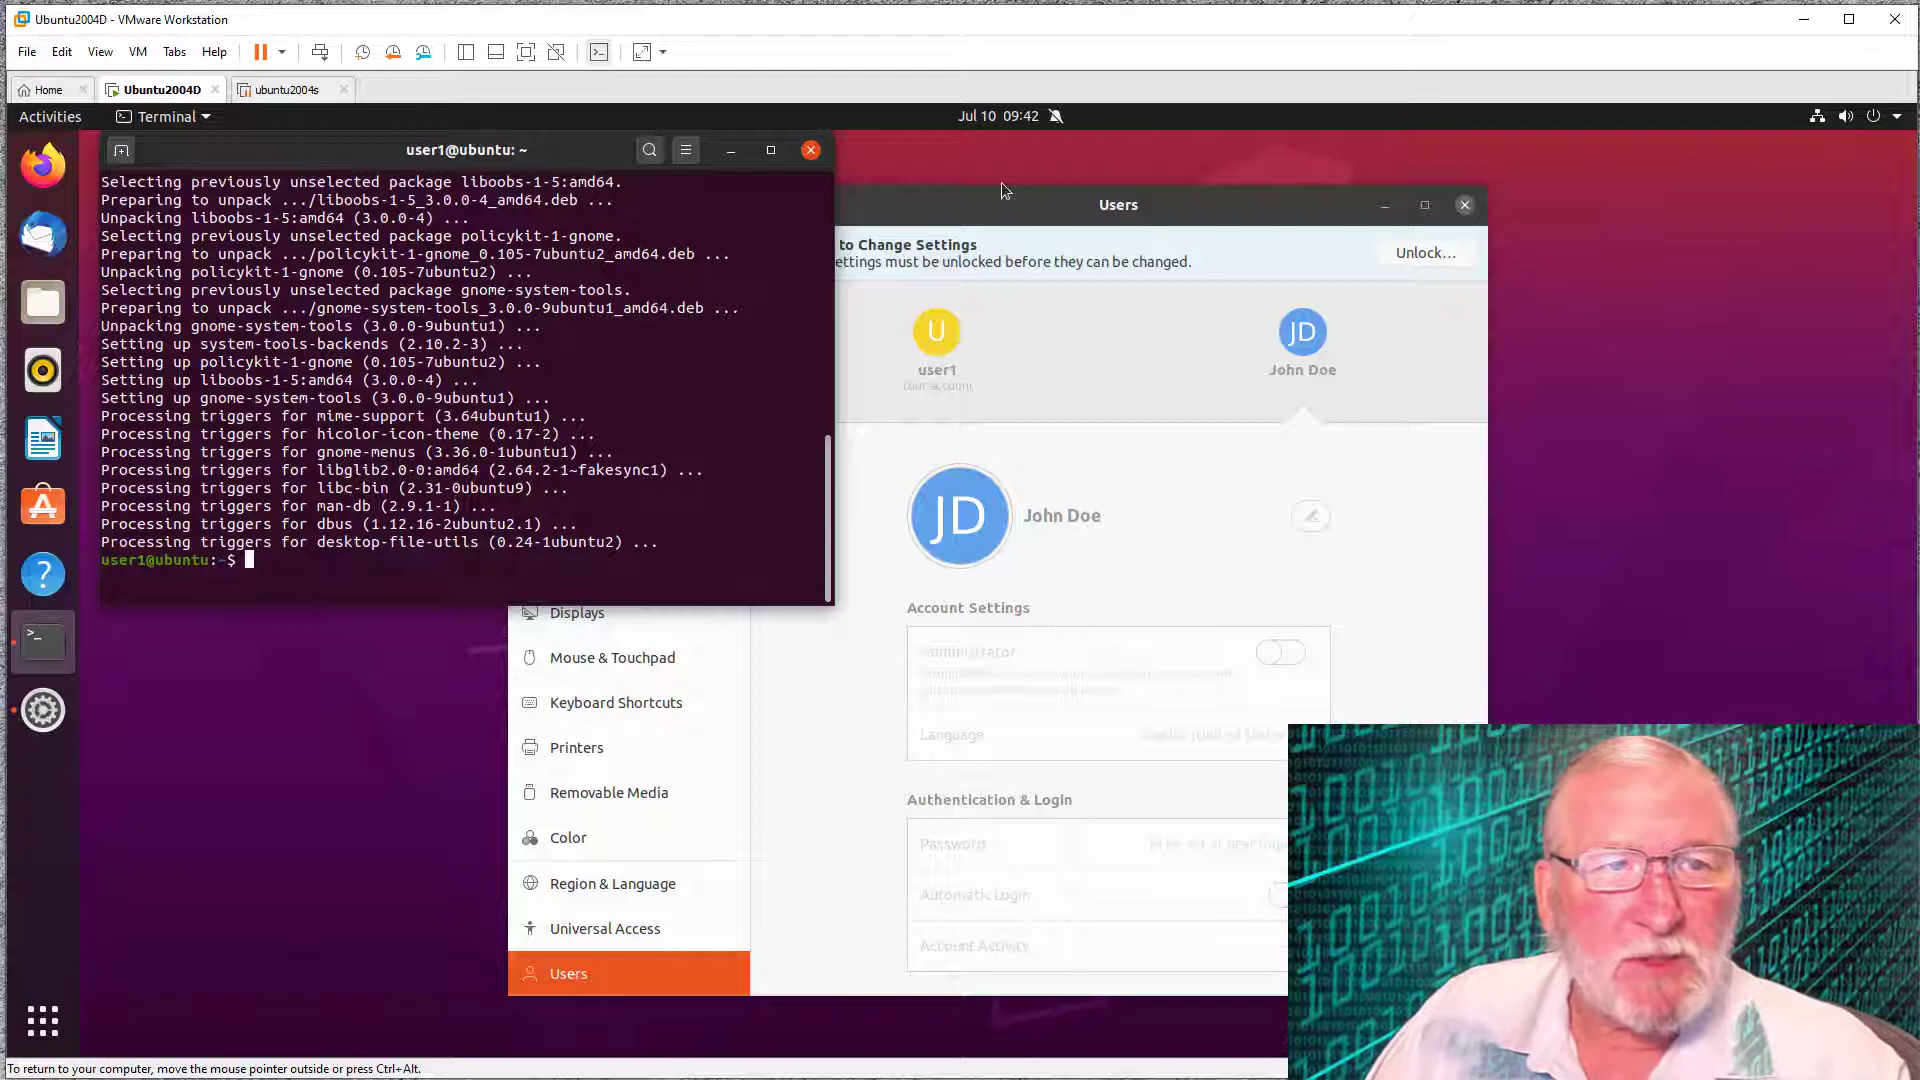 Ubuntu2004D - VMware Workstation
File Edit View VM Tabs Help
Home Ubuntu2004D ubuntu2004s
Activities Terminal Jul 10 09:42
user1@ubuntu: ~
Selecting previously unselected package liboobs-1-5:amd64.
Preparing to unpack .../liboobs-1-5_3.0.0-4_amd64.deb ...
Unpacking liboobs-1-5:amd64 (3.0.0-4) ...
Selecting previously unselected package policykit-1-gnome.
Preparing to unpack .../policykit-1-gnome_0.105-7ubuntu2_amd64.deb ...
Unpacking policykit-1-gnome (0.105-7ubuntu2) ...
Selecting previously unselected package gnome-system-tools.
Preparing to unpack .../gnome-system-tools_3.0.0-9ubuntu1_amd64.deb ...
Unpacking gnome-system-tools (3.0.0-9ubuntu1) ...
Setting up system-tools-backends (2.10.2-3) ...
Setting up policykit-1-gnome (0.105-7ubuntu2) ...
Setting up liboobs-1-5:amd64 (3.0.0-4) ...
Setting up gnome-system-tools (3.0.0-9ubuntu1) ...
Processing triggers for mime-support (3.64ubuntu1) ...
Processing triggers for hicolor-icon-theme (0.17-2) ...
Processing triggers for gnome-menus (3.36.0-1ubuntu1) ...
Processing triggers for libglib2.0-0:amd64 (2.64.2-1~fakesync1) ...
Processing triggers for libc-bin (2.31-0ubuntu9) ...
Processing triggers for man-db (2.9.1-1) ...
Processing triggers for dbus (1.12.16-2ubuntu2.1) ...
Processing triggers for desktop-file-utils (0.24-1ubuntu2) ...
user1@ubuntu:~$
Users
to Change Settings
ettings must be unlocked before they can be changed.
Unlock...
U
user1
Your account
JD
John Doe
JD
John Doe
Account Settings
Administrator
Language
Authentication & Login
Password
Automatic Login
Account Activity
Displays
Mouse & Touchpad
Keyboard Shortcuts
Printers
Removable Media
Color
Region & Language
Universal Access
Users
To return to your computer, move the mouse pointer outside or press Ctrl+Alt.